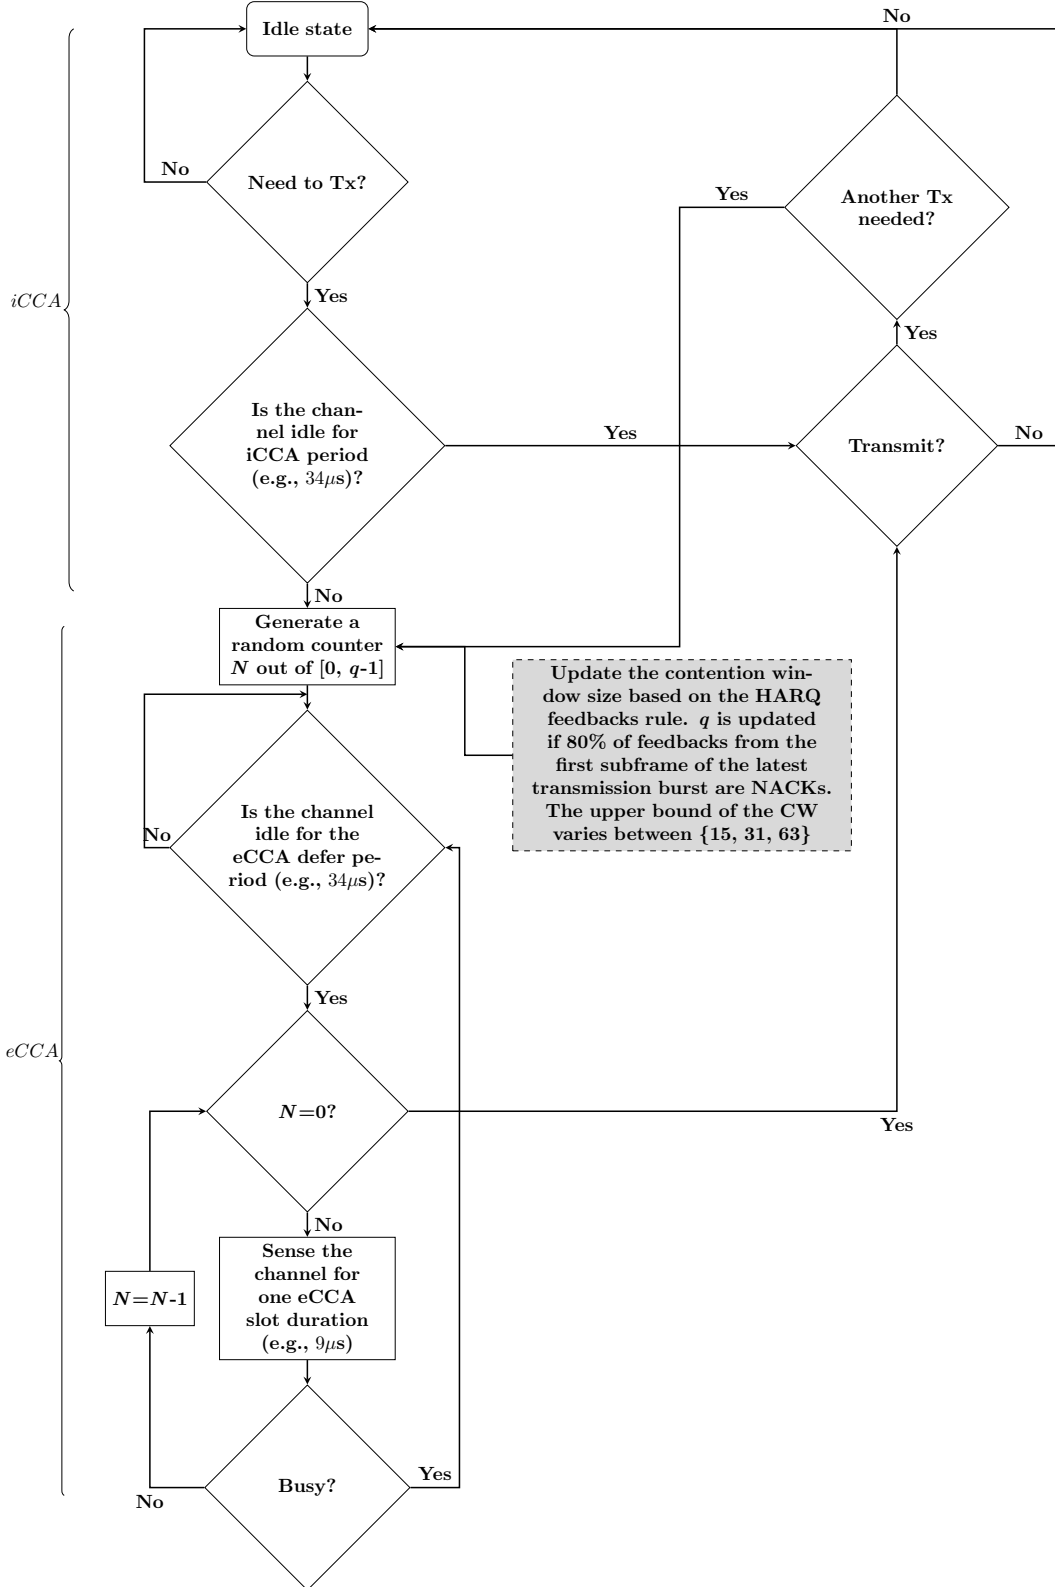 No
Idle state
No
Need to Tx?
Yes
Another Tx
needed?
Yes
iCCA
Yes
Is the chan-
nel idle for
iCCA period
(e.g., 34μs)?
Yes
Transmit?
No
No
Generate a
random counter
N out of [0, q-1]
Update the contention win-
dow size based on the HARQ
feedbacks rule. q is updated
if 80% of feedbacks from the
first subframe of the latest
transmission burst are NACKs.
The upper bound of the CW
varies between {15, 31, 63}
No
Is the channel
idle for the
eCCA defer pe-
riod (e.g., 34μs)?
Yes
eCCA
N=0?
Yes
No
Sense the
channel for
one eCCA
slot duration
(e.g., 9μs)
N=N-1
Busy?
Yes
No